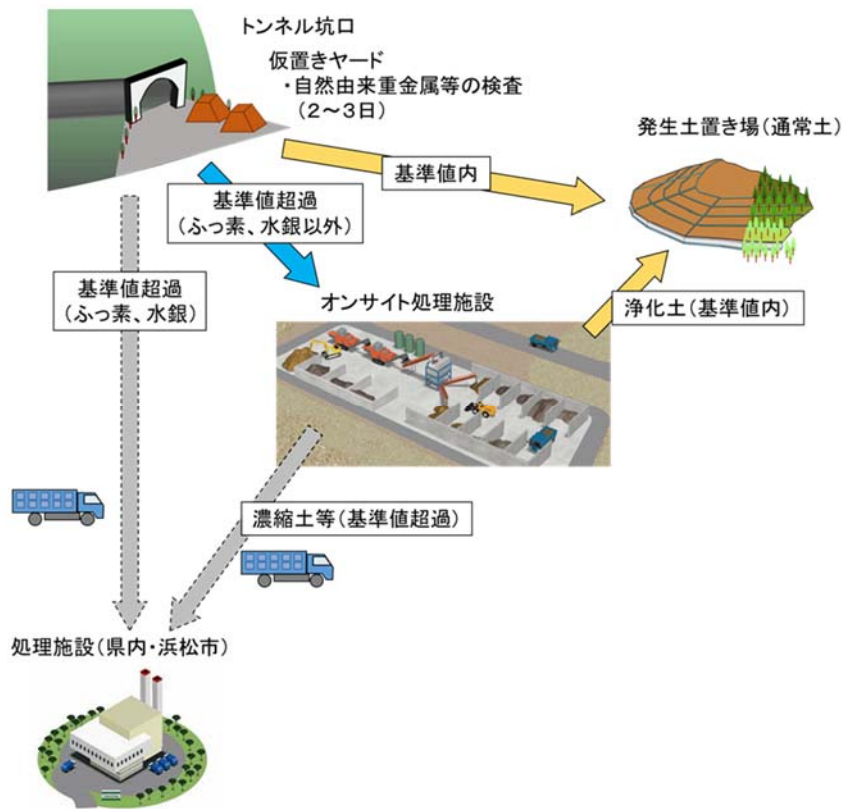 トンネル坑口
仮置きヤード
・自然由来重金属等の検査
（2～3日）
発生土置き場（通常土）
基準値内
基準値超過
（ふっ素、水銀以外）
基準値超過
（ふっ素、水銀）
オンサイト処理施設
浄化土（基準値内）
濃縮土等（基準値超過）
処理施設（県内・浜松市）